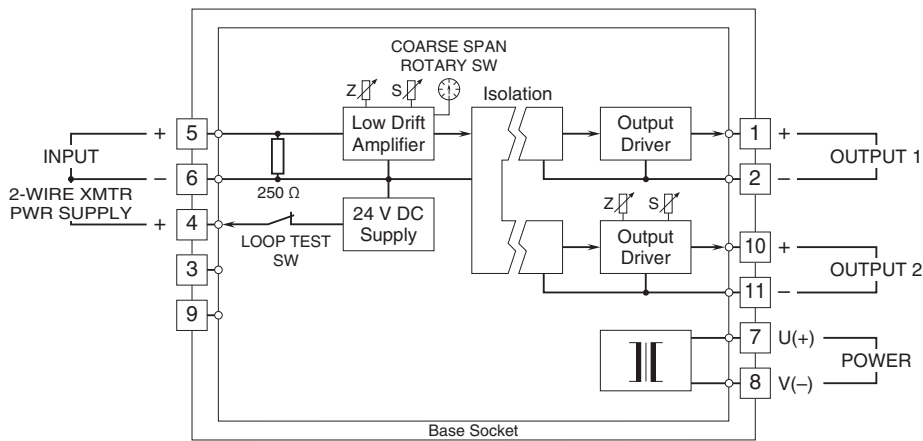 COARSE SPAN
ROTARY SW
Z
S
Isolation
+
5
Low Drift
Amplifier
Output
Driver
1
+
INPUT
OUTPUT 1
–
6
250 Ω
2
–
2-WIRE XMTR
PWR SUPPLY
+
4
LOOP TEST
SW
24 V DC
Supply
Z
S
Output
Driver
10
+
OUTPUT 2
3
11
–
9
7
U(+)
POWER
8
V(–)
Base Socket